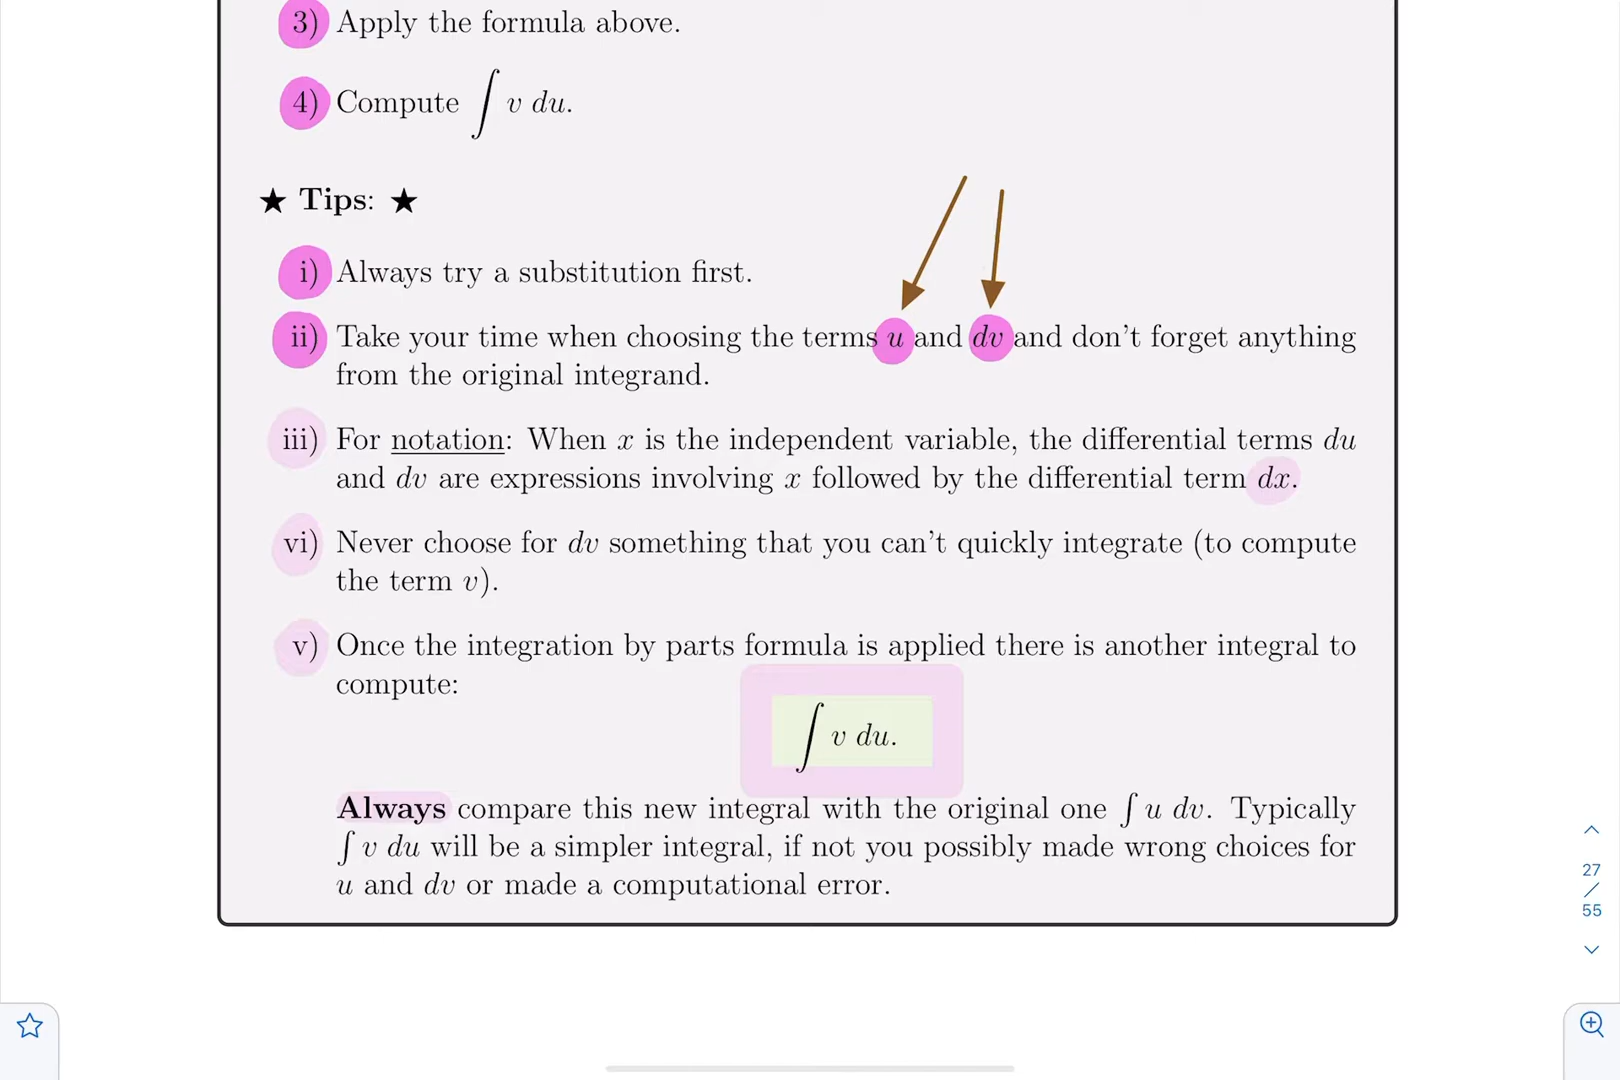 3) Apply the formula above.
4) Compute ∫ v du.
★ Tips: ★
i) Always try a substitution first.
ii) Take your time when choosing the terms u and dv and don't forget anything
from the original integrand.
iii) For notation: When x is the independent variable, the differential terms du
and dv are expressions involving x followed by the differential term dx.
vi) Never choose for dv something that you can't quickly integrate (to compute
the term v).
v) Once the integration by parts formula is applied there is another integral to
compute:
∫ v du.
Always compare this new integral with the original one ∫ u dv. Typically
∫ v du will be a simpler integral, if not you possibly made wrong choices for
u and dv or made a computational error.
27
/
55